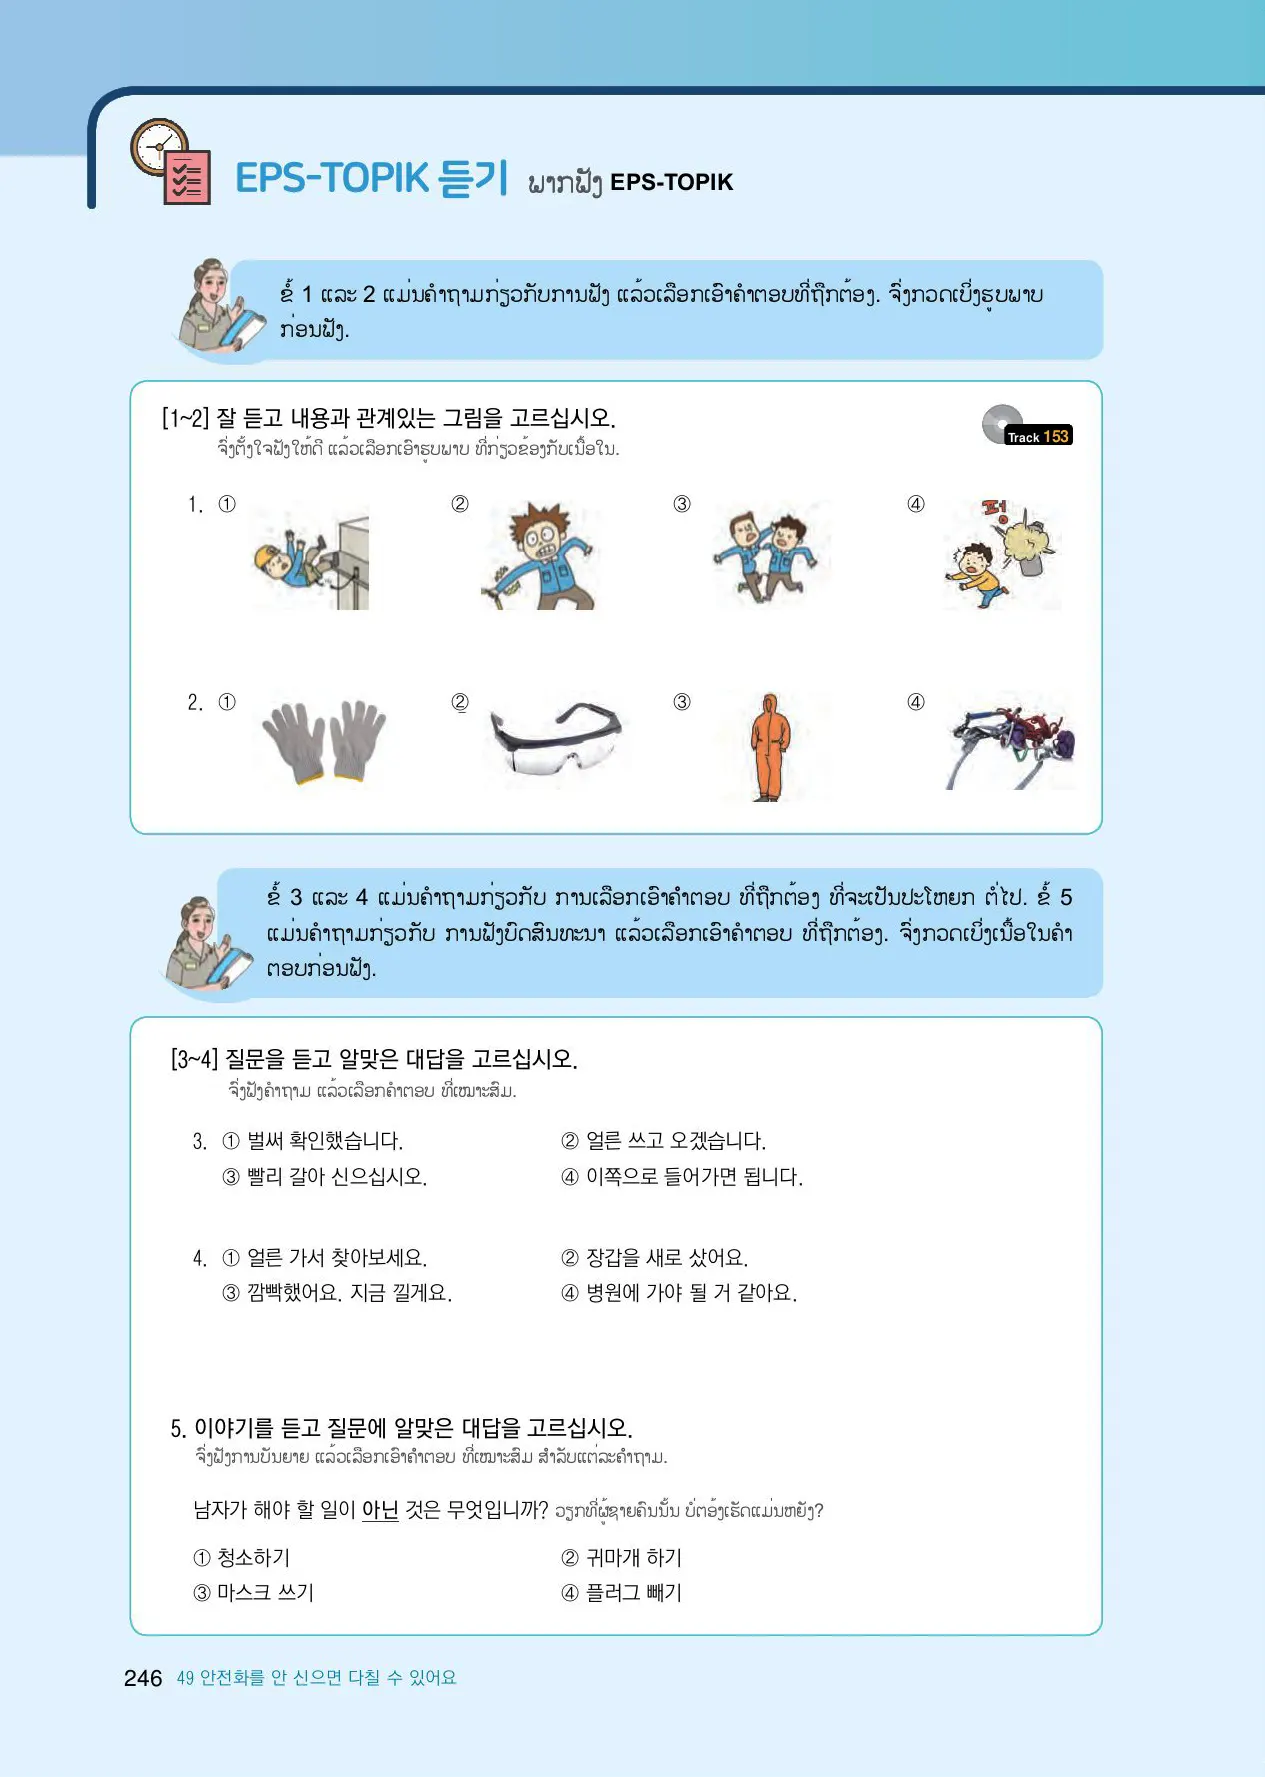 EPS-TOPIK 듣기 ພາກຟັງ EPS-TOPIK
ຂໍ້ 1 ແລະ 2 ແມ່ນຄໍາຖາມກ່ຽວກັບການຟັງ ແລ້ວເລືອກເອົາຄໍາຕອບທີ່ຖືກຕ້ອງ. ຈົ່ງກວດເບິ່ງຮູບພາບ
ກ່ອນຟັງ.
[1~2] 잘 듣고 내용과 관계있는 그림을 고르십시오.
ຈົ່ງຕັ້ງໃຈຟັງໃຫ້ດີ ແລ້ວເລືອກເອົາຮູບພາບ ທີ່ກ່ຽວຂ້ອງກັບເນື້ອໃນ.
Track 153
1. ① ② ③ ④
펑
2. ① ② ③ ④
ຂໍ້ 3 ແລະ 4 ແມ່ນຄໍາຖາມກ່ຽວກັບ ການເລືອກເອົາຄໍາຕອບ ທີ່ຖືກຕ້ອງ ທີ່ຈະເປັນປະໂຫຍກ ຕໍ່ໄປ. ຂໍ້ 5
ແມ່ນຄໍາຖາມກ່ຽວກັບ ການຟັງບົດສົນທະນາ ແລ້ວເລືອກເອົາຄໍາຕອບ ທີ່ຖືກຕ້ອງ. ຈົ່ງກວດເບິ່ງເນື້ອໃນຄໍາ
ຕອບກ່ອນຟັງ.
[3~4] 질문을 듣고 알맞은 대답을 고르십시오.
ຈົ່ງຟັງຄໍາຖາມ ແລ້ວເລືອກຄໍາຕອບ ທີ່ເໝາະສົມ.
3. ① 벌써 확인했습니다. ② 얼른 쓰고 오겠습니다.
③ 빨리 갈아 신으십시오. ④ 이쪽으로 들어가면 됩니다.
4. ① 얼른 가서 찾아보세요. ② 장갑을 새로 샀어요.
③ 깜빡했어요. 지금 낄게요. ④ 병원에 가야 될 거 같아요.
5. 이야기를 듣고 질문에 알맞은 대답을 고르십시오.
ຈົ່ງຟັງການບັນຍາຍ ແລ້ວເລືອກເອົາຄໍາຕອບ ທີ່ເໝາະສົມ ສໍາລັບແຕ່ລະຄໍາຖາມ.
남자가 해야 할 일이 아닌 것은 무엇입니까? ວຽກທີ່ຜູ້ຊາຍຄົນນັ້ນ ບໍ່ຕອ້ງເຮັດແມ່ນຫຍັງ?
① 청소하기 ② 귀마개 하기
③ 마스크 쓰기 ④ 플러그 빼기
246 49 안전화를 안 신으면 다칠 수 있어요